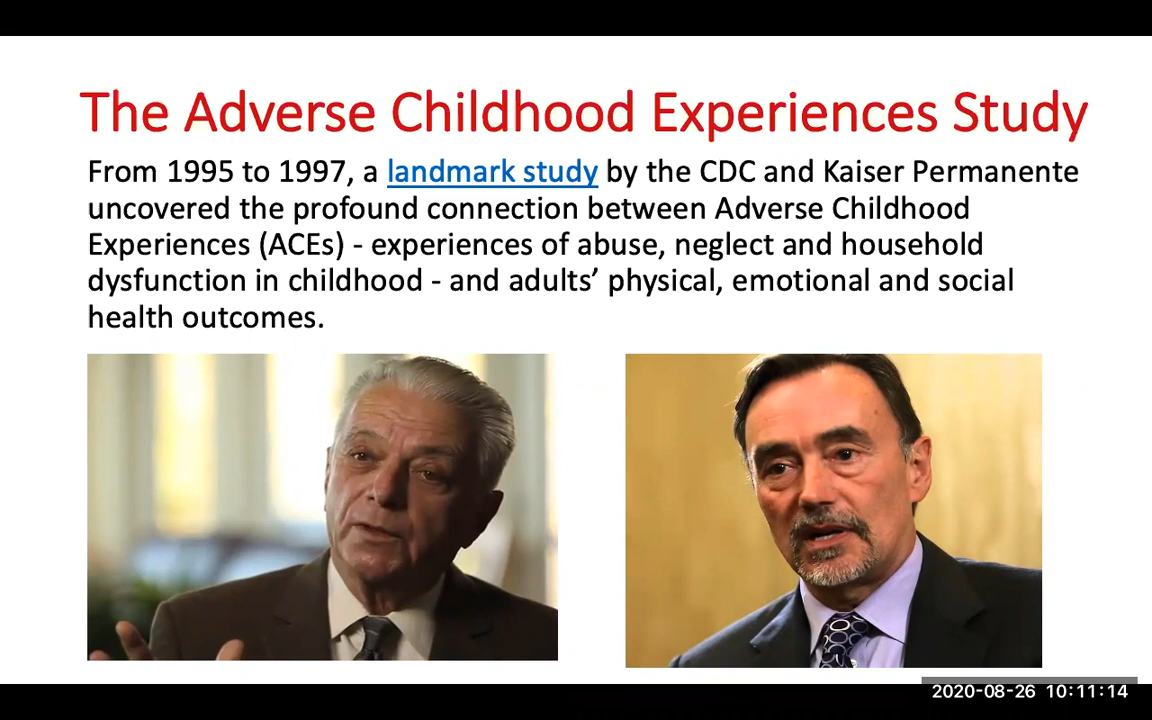 The Adverse Childhood Experiences Study
From 1995 to 1997, a landmark study by the CDC and Kaiser Permanente
uncovered the profound connection between Adverse Childhood
Experiences (ACEs) - experiences of abuse, neglect and household
dysfunction in childhood - and adults’ physical, emotional and social
health outcomes.
2020-08-26 10:11:14